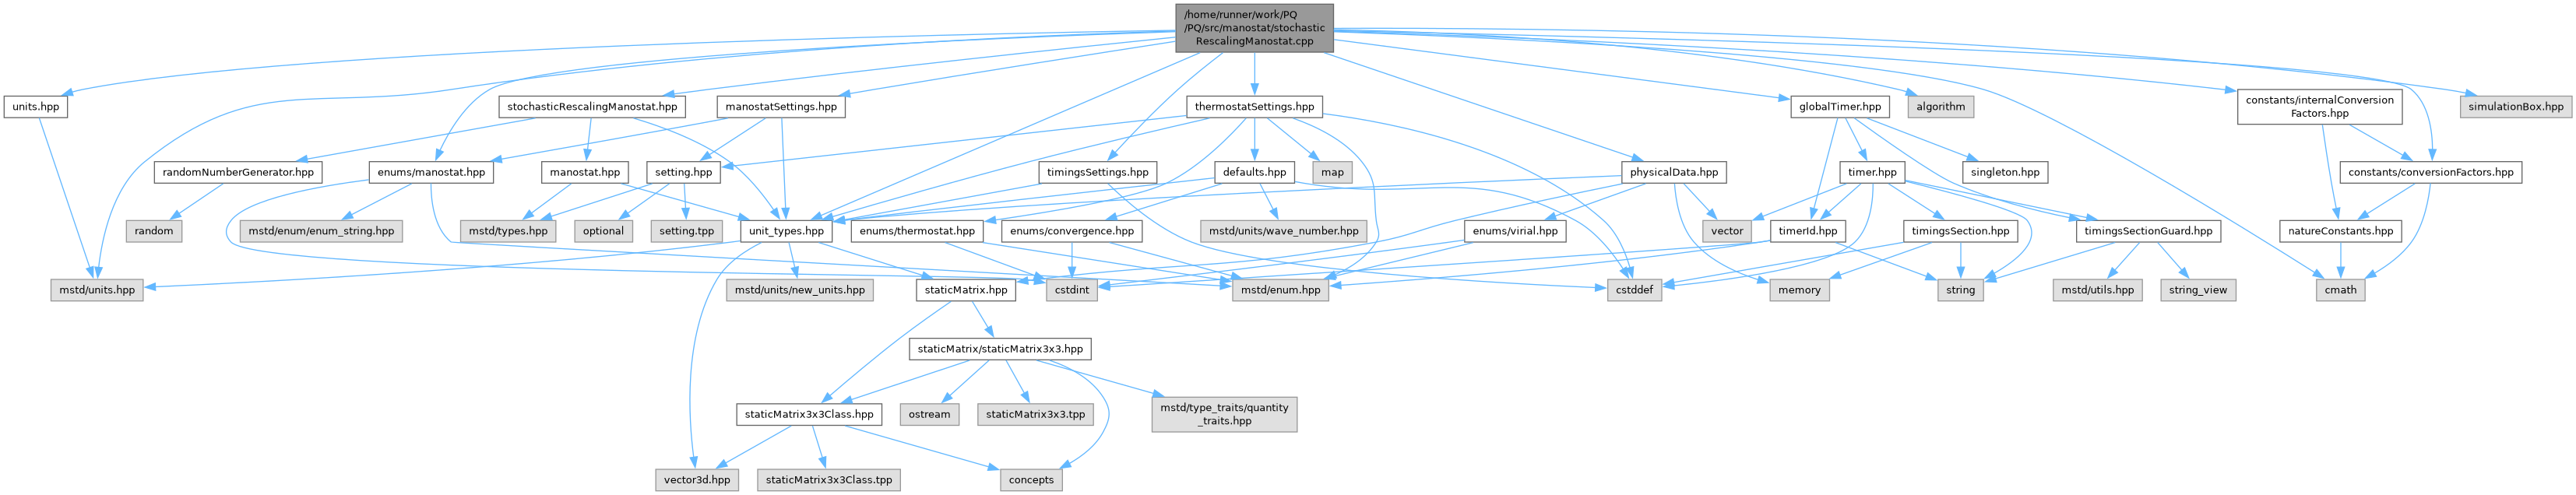 /home/runner/work/PQ
/PQ/src/manostat/stochastic
RescalingManostat.cpp
units.hpp
stochasticRescalingManostat.hpp
manostatSettings.hpp
thermostatSettings.hpp
globalTimer.hpp
algorithm
constants/internalConversion
Factors.hpp
simulationBox.hpp
randomNumberGenerator.hpp
enums/manostat.hpp
manostat.hpp
setting.hpp
timingsSettings.hpp
defaults.hpp
map
physicalData.hpp
timer.hpp
singleton.hpp
constants/conversionFactors.hpp
random
mstd/enum/enum_string.hpp
mstd/types.hpp
optional
setting.tpp
unit_types.hpp
enums/thermostat.hpp
enums/convergence.hpp
mstd/units/wave_number.hpp
enums/virial.hpp
vector
timerId.hpp
timingsSection.hpp
timingsSectionGuard.hpp
natureConstants.hpp
mstd/units.hpp
mstd/units/new_units.hpp
staticMatrix.hpp
cstdint
mstd/enum.hpp
cstddef
memory
string
mstd/utils.hpp
string_view
cmath
staticMatrix/staticMatrix3x3.hpp
staticMatrix3x3Class.hpp
ostream
staticMatrix3x3.tpp
mstd/type_traits/quantity
_traits.hpp
vector3d.hpp
staticMatrix3x3Class.tpp
concepts